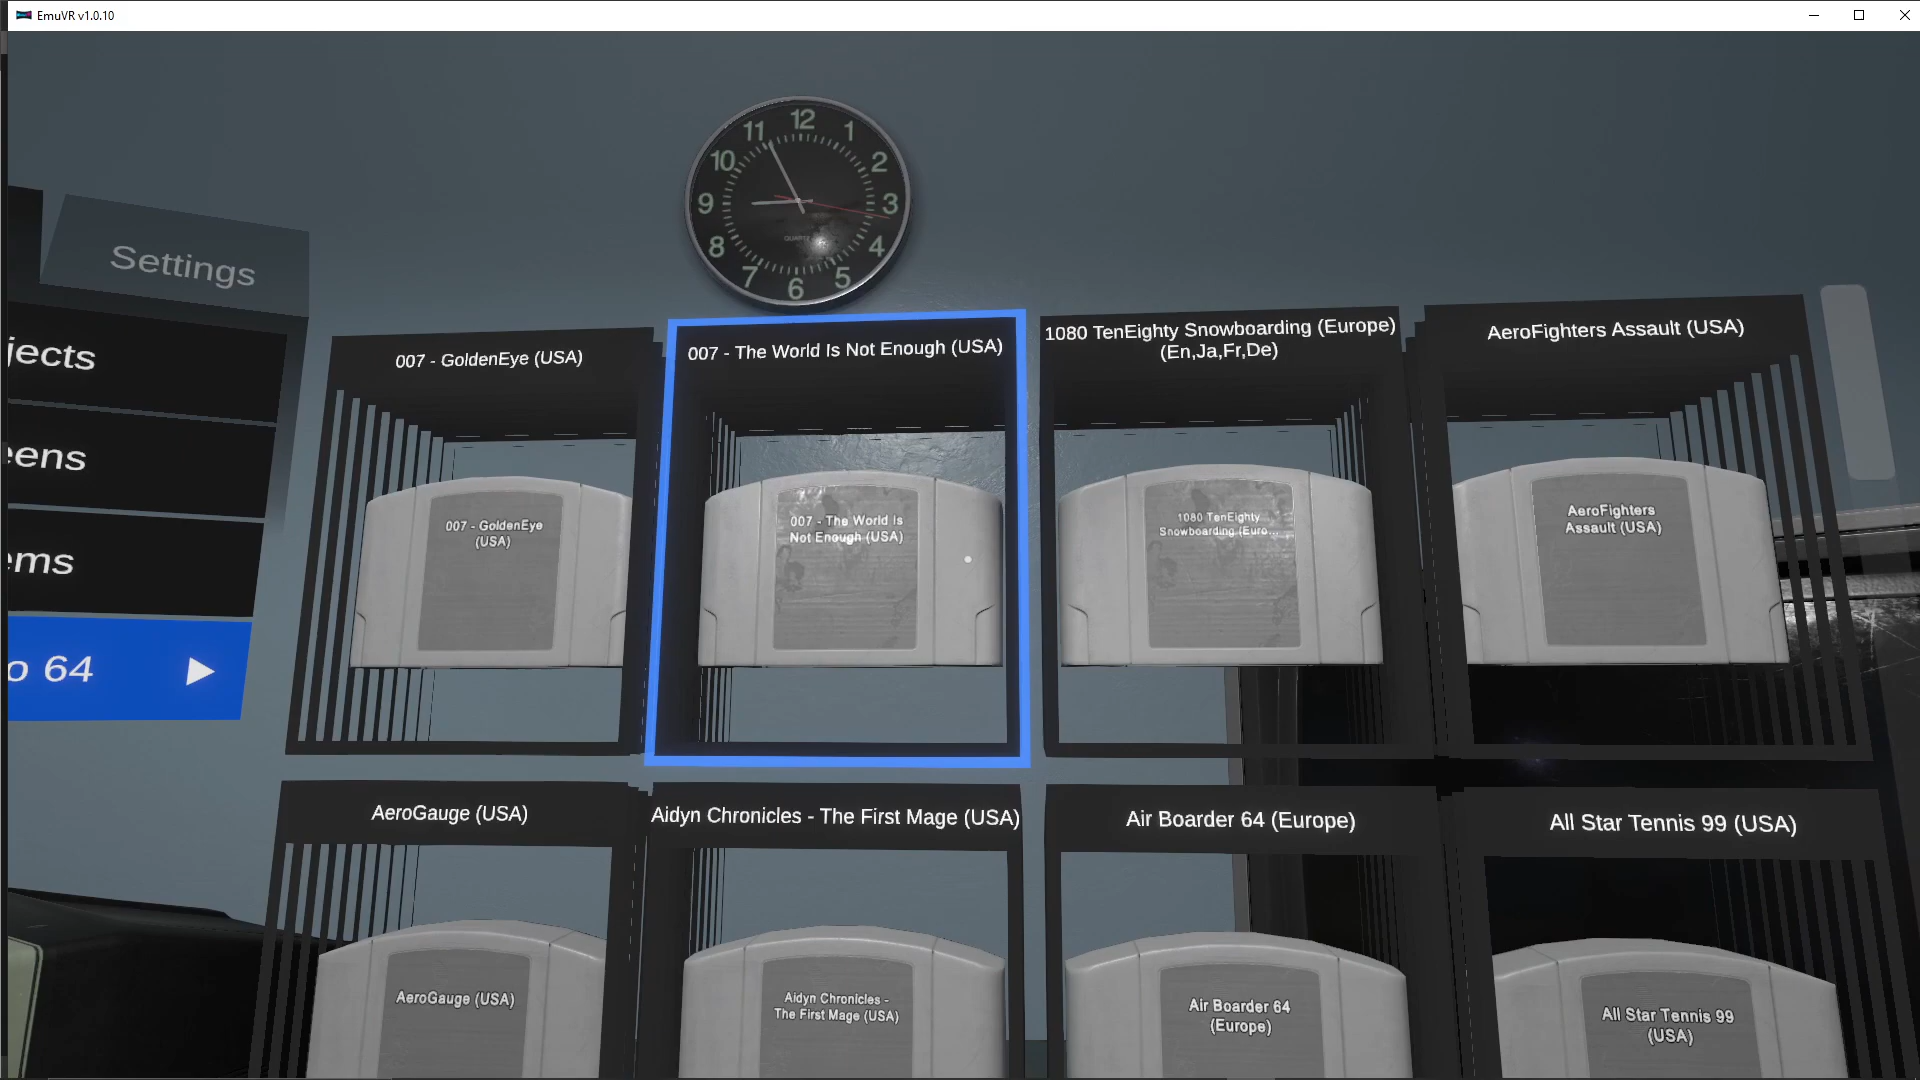 EmuVR v1.0.10
12
11
1
10
2
9
3
8
4
7
5
6
QUARTZ
Settings
jects
eens
ems
o 64
007 - GoldenEye (USA)
007 - The World Is Not Enough (USA)
1080 TenEighty Snowboarding (Europe)
(En,Ja,Fr,De)
AeroFighters Assault (USA)
007 - GoldenEye
(USA)
007 - The World Is
Not Enough (USA)
1080 TenEighty
Snowboarding (Euro...
AeroFighters
Assault (USA)
AeroGauge (USA)
Aidyn Chronicles - The First Mage (USA)
Air Boarder 64 (Europe)
All Star Tennis 99 (USA)
AeroGauge (USA)
Aidyn Chronicles -
The First Mage (USA)
Air Boarder 64
(Europe)
All Star Tennis 99
(USA)